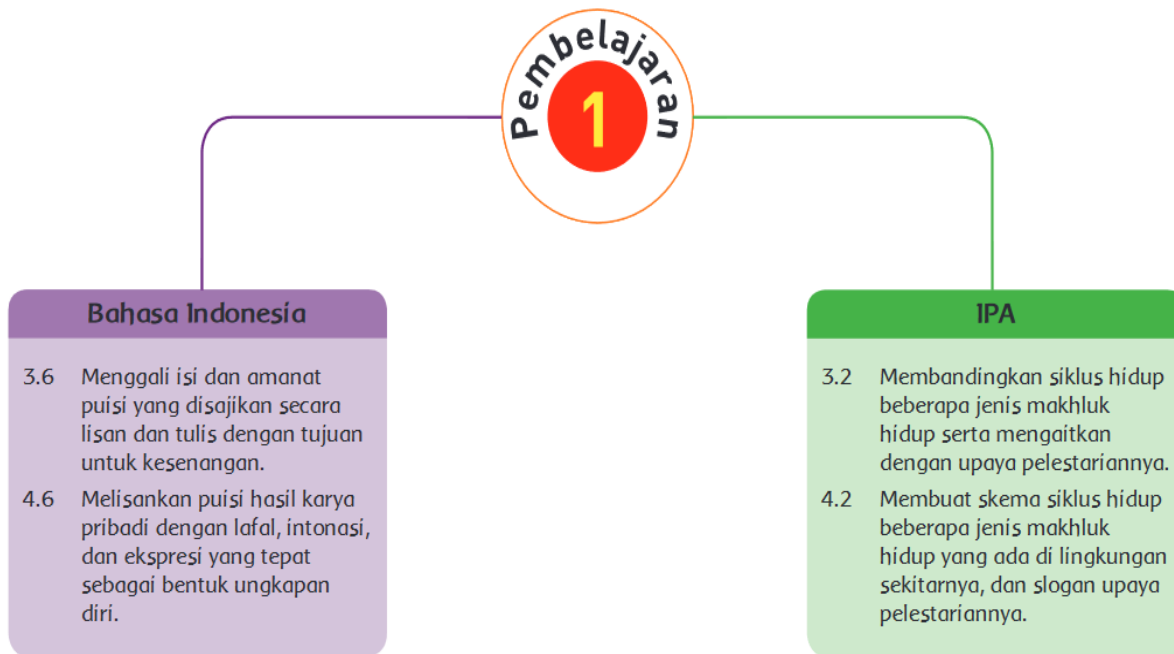 Pembelajaran
1
Bahasa Indonesia
3.6 Menggali isi dan amanat
puisi yang disajikan secara
lisan dan tulis dengan tujuan
untuk kesenangan.
4.6 Melisankan puisi hasil karya
pribadi dengan lafal, intonasi,
dan ekspresi yang tepat
sebagai bentuk ungkapan
diri.
IPA
3.2 Membandingkan siklus hidup
beberapa jenis makhluk
hidup serta mengaitkan
dengan upaya pelestariannya.
4.2 Membuat skema siklus hidup
beberapa jenis makhluk
hidup yang ada di lingkungan
sekitarnya, dan slogan upaya
pelestariannya.